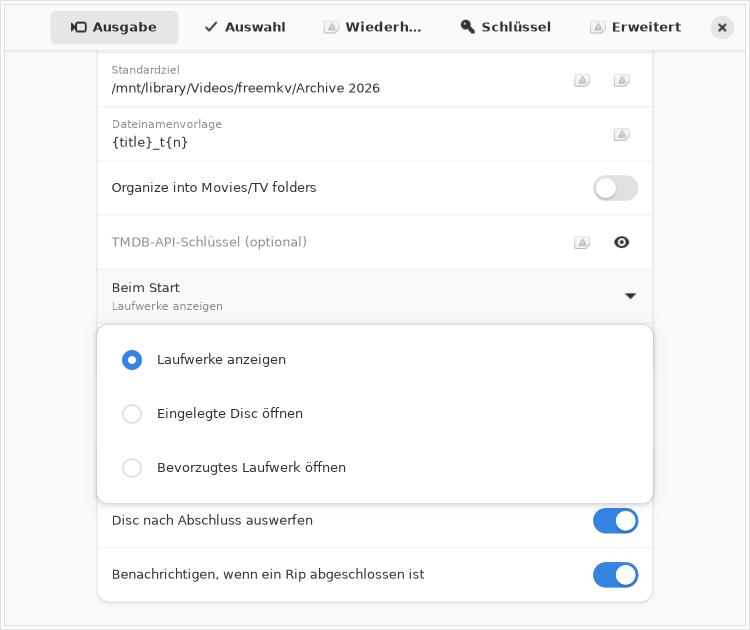 Ausgabe
Auswahl
Wiederh…
Schlüssel
Erweitert
Standardziel
/mnt/library/Videos/freemkv/Archive 2026
Dateinamenvorlage
{title}_t{n}
Organize into Movies/TV folders
TMDB-API-Schlüssel (optional)
Beim Start
Laufwerke anzeigen
Laufwerke anzeigen
Eingelegte Disc öffnen
Bevorzugtes Laufwerk öffnen
Disc nach Abschluss auswerfen
Benachrichtigen, wenn ein Rip abgeschlossen ist